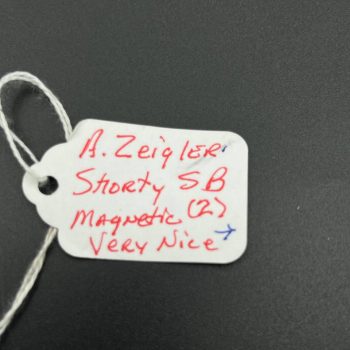 A. Zeigler
Shorty SB
Magnetic (2)
Very Nice